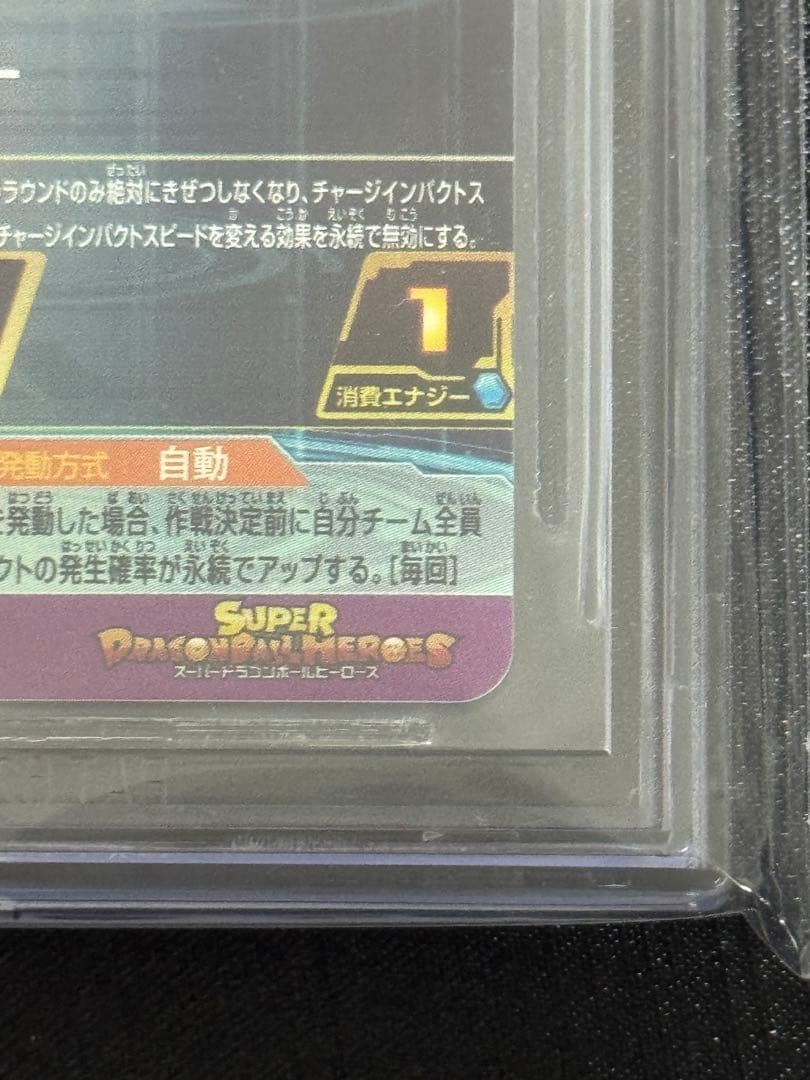 ラウンドのみ絶対にきぜつしなくなり、チャージインパクトス
チャージインパクトスピードを変える効果を永続で無効にする。
1
消費エナジー
発動方式 自動
を発動した場合、作戦決定前に自分チーム全員
クトの発生確率が永続でアップする。[毎回]
SUPER
DRAGONBALL HEROES
スーパードラゴンボールヒーローズ